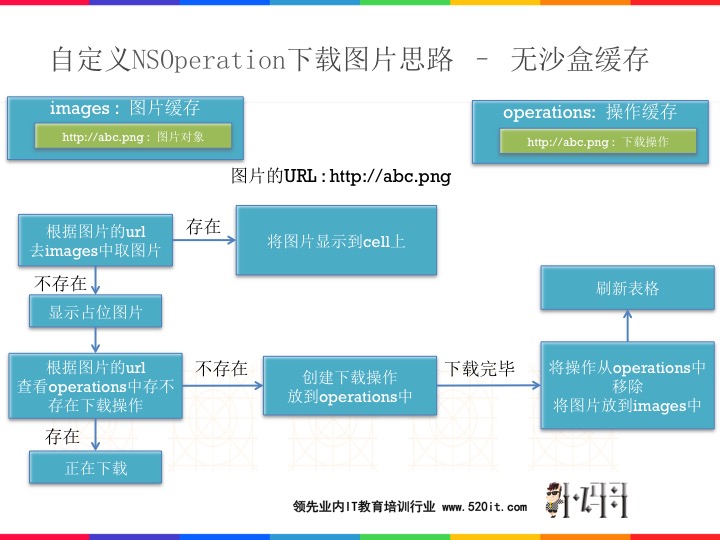 自定义NSOperation下载图片思路 – 无沙盒缓存
images : 图片缓存
http://abc.png : 图片对象
operations: 操作缓存
http://abc.png : 下载操作
图片的URL : http://abc.png
根据图片的url
去images中取图片
存在
将图片显示到cell上
不存在
显示占位图片
根据图片的url
查看operations中存不
存在下载操作
不存在
创建下载操作
放到operations中
下载完毕
将操作从operations中
移除
将图片放到images中
刷新表格
存在
正在下载
领先业内IT教育培训行业 www.520it.com
小码哥